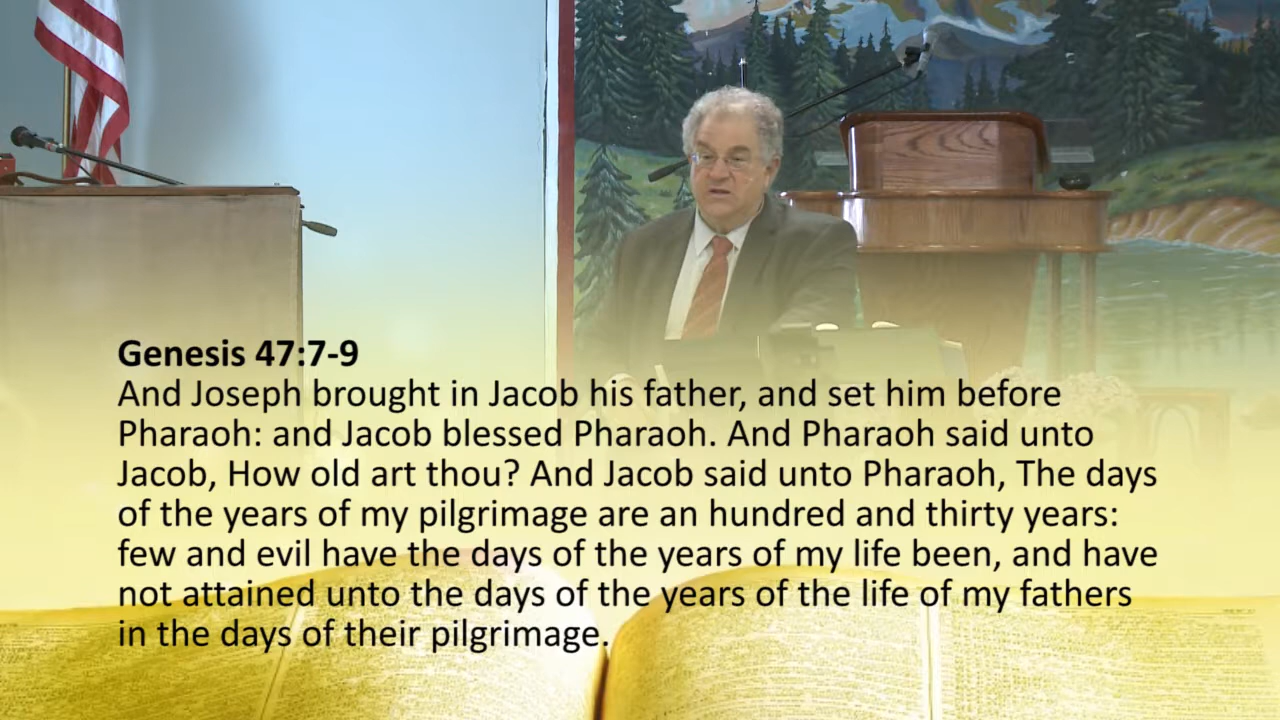 Genesis 47:7-9
And Joseph brought in Jacob his father, and set him before
Pharaoh: and Jacob blessed Pharaoh. And Pharaoh said unto
Jacob, How old art thou? And Jacob said unto Pharaoh, The days
of the years of my pilgrimage are an hundred and thirty years:
few and evil have the days of the years of my life been, and have
not attained unto the days of the years of the life of my fathers
in the days of their pilgrimage.